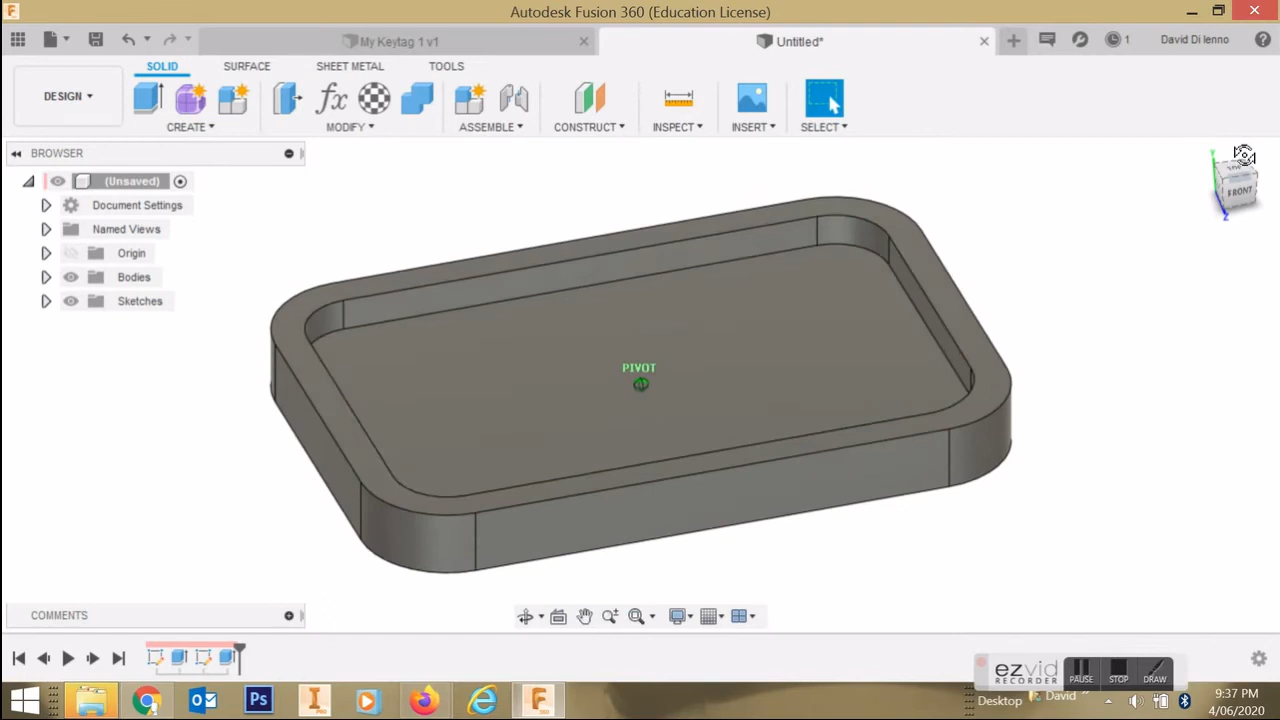 Autodesk Fusion 360 (Education License)
My Keytag 1 v1
Untitled*
1
David Di Ienno
DESIGN
SOLID
SURFACE
SHEET METAL
TOOLS
CREATE
MODIFY
ASSEMBLE
CONSTRUCT
INSPECT
INSERT
SELECT
BROWSER
(Unsaved)
Document Settings
Named Views
Origin
Bodies
Sketches
FRONT
Y
Z
PIVOT
COMMENTS
ezvid
RECORDER
PAUSE
STOP
DRAW
Desktop
David
9:37 PM
4/06/2020